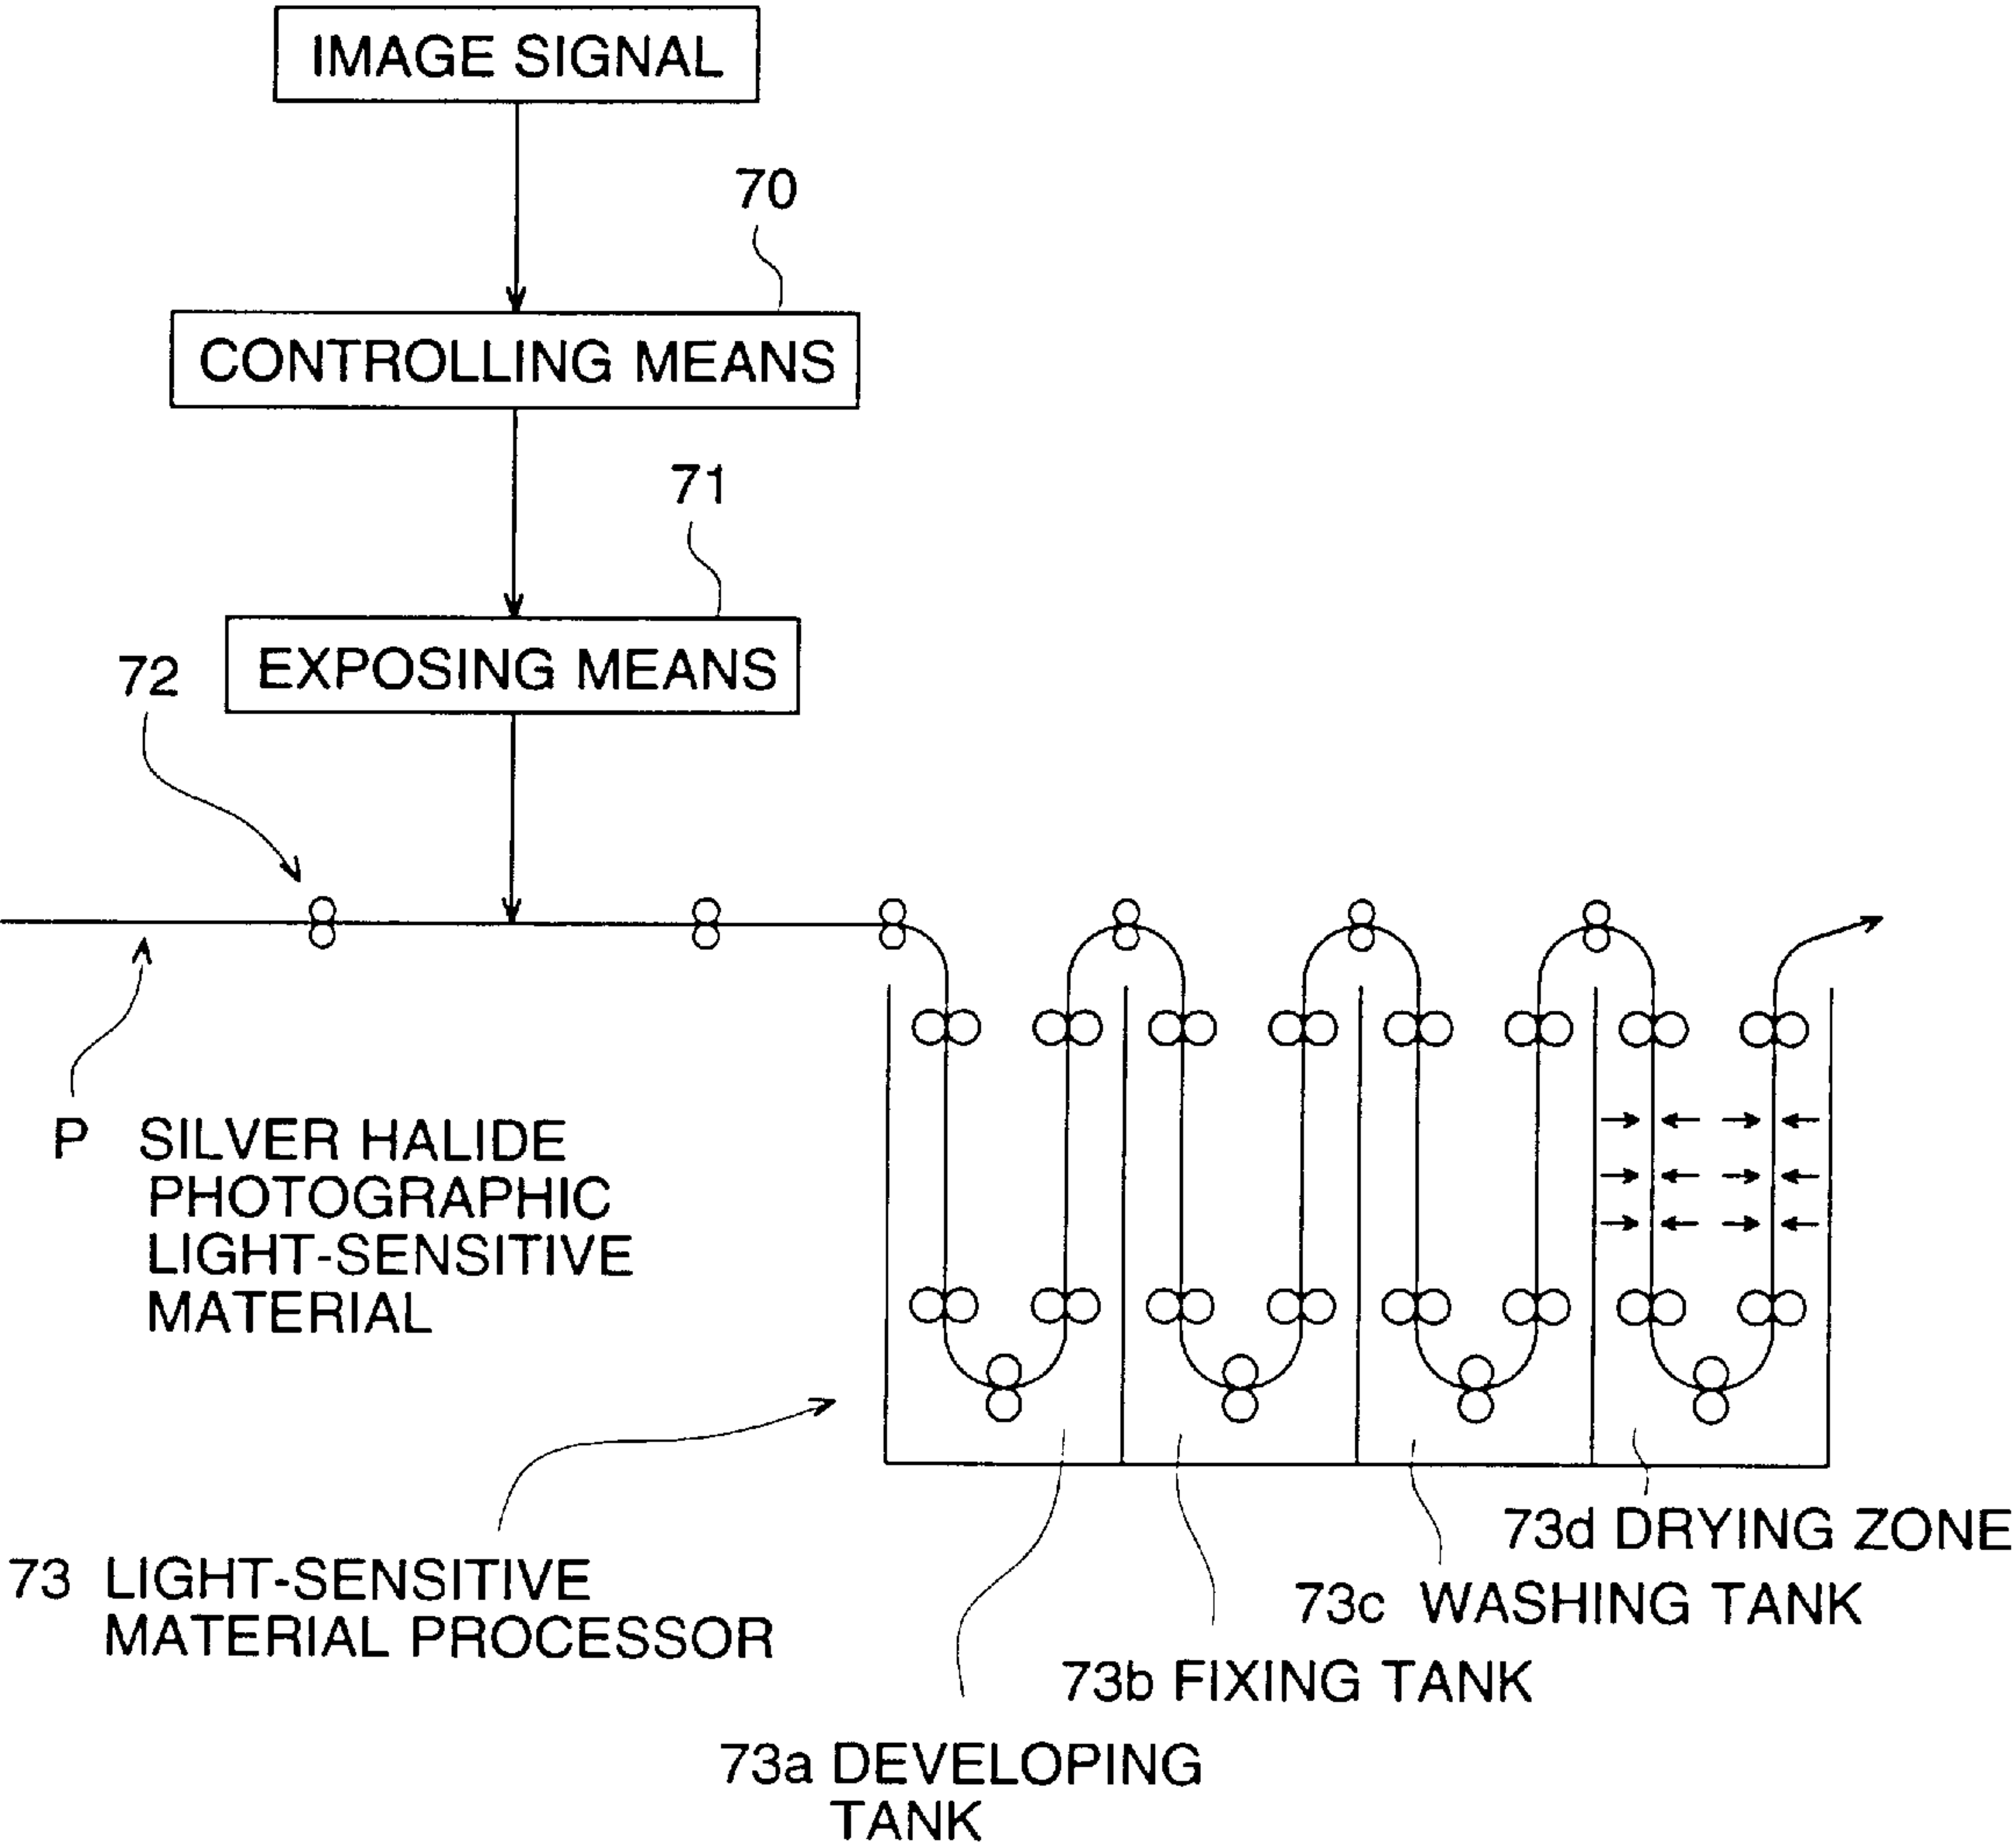 IMAGE SIGNAL
70
CONTROLLING MEANS
71
EXPOSING MEANS
72
P SILVER HALIDE
PHOTOGRAPHIC
LIGHT-SENSITIVE
MATERIAL
73 LIGHT-SENSITIVE
MATERIAL PROCESSOR
73d DRYING ZONE
73c WASHING TANK
73b FIXING TANK
73a DEVELOPING
TANK